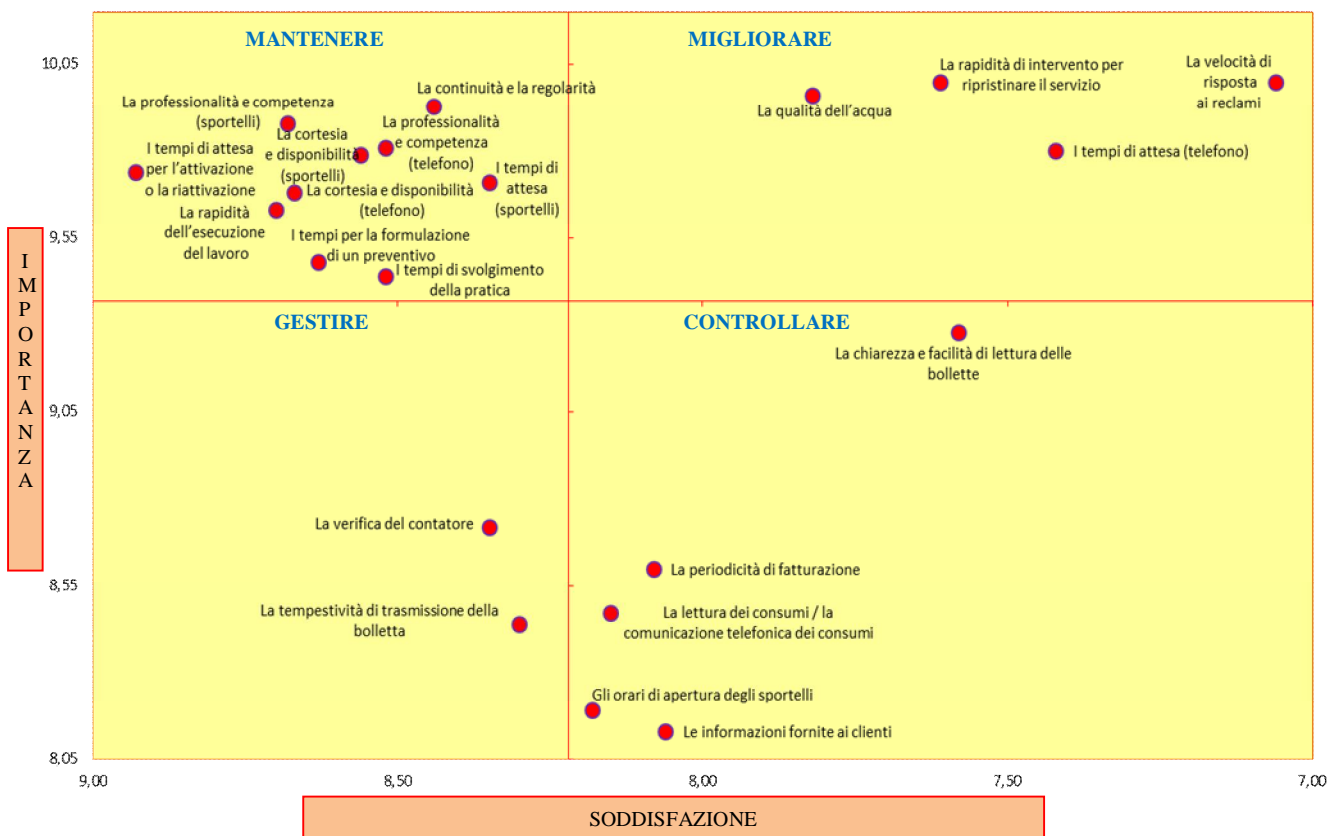 MANTENERE
MIGLIORARE
10,05
La continuità e la regolarità
La rapidità di intervento per
ripristinare il servizio
La velocità di
risposta
ai reclami
La professionalità e competenza
(sportelli)
La qualità dell'acqua
La cortesia
e disponibilità
(sportelli)
La professionalità
e competenza
(telefono)
I tempi di attesa
per l'attivazione
o la riattivazione
I tempi di
attesa
(sportelli)
I tempi di attesa (telefono)
La cortesia e disponibilità
(telefono)
La rapidità
dell'esecuzione
del lavoro
9,55
I tempi per la formulazione
di un preventivo
I tempi di svolgimento
della pratica
GESTIRE
CONTROLLARE
La chiarezza e facilità di lettura delle
bollette
9,05
I
M
P
O
R
T
A
N
Z
A
La verifica del contatore
La periodicità di fatturazione
8,55
La tempestività di trasmissione della
bolletta
La lettura dei consumi / la
comunicazione telefonica dei consumi
Gli orari di apertura degli sportelli
Le informazioni fornite ai clienti
8,05
9,00
8,50
8,00
7,50
7,00
SODDISFAZIONE